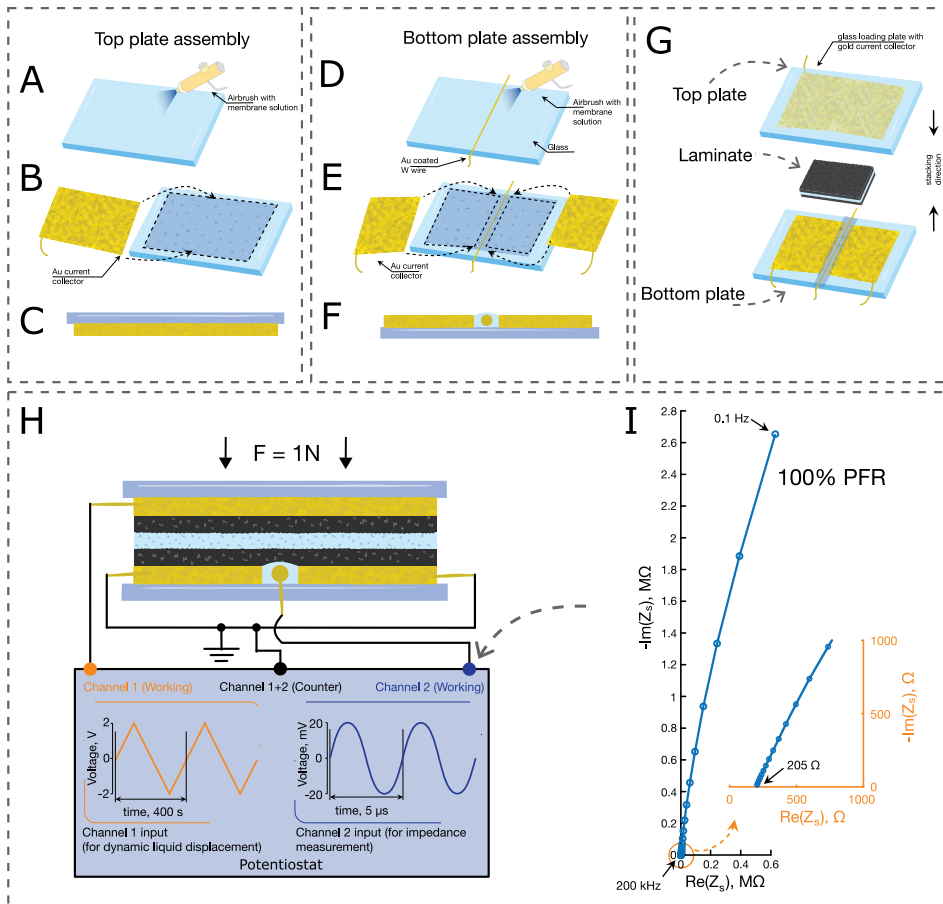 Top plate assembly
A
Airbrush with
membrane solution
B
Au current
collector
C
Bottom plate assembly
D
Airbrush with
membrane
solution
Glass
Au coated
W wire
E
Au current
collector
F
G
glass loading plate with
gold current collector
Top plate
Laminate
stacking
direction
Bottom plate
H
F = 1N
Channel 1 (Working)
Channel 1+2 (Counter)
Channel 2 (Working)
Voltage, V
2
0
-2
time, 400 s
Channel 1 input
(for dynamic liquid displacement)
Voltage, mV
20
0
-20
time, 5 µs
Channel 2 input (for impedance
measurement)
Potentiostat
I
0.1 Hz
100% PFR
-Im(Zs), MΩ
2.8
2.6
2.4
2.2
2
1.8
1.6
1.4
1.2
1
0.8
0.6
0.4
0.2
0
0 0.2 0.4 0.6
Re(Zs), MΩ
200 kHz
1000
500
0
-Im(Zs), Ω
205 Ω
0 500 1000
Re(Zs), Ω